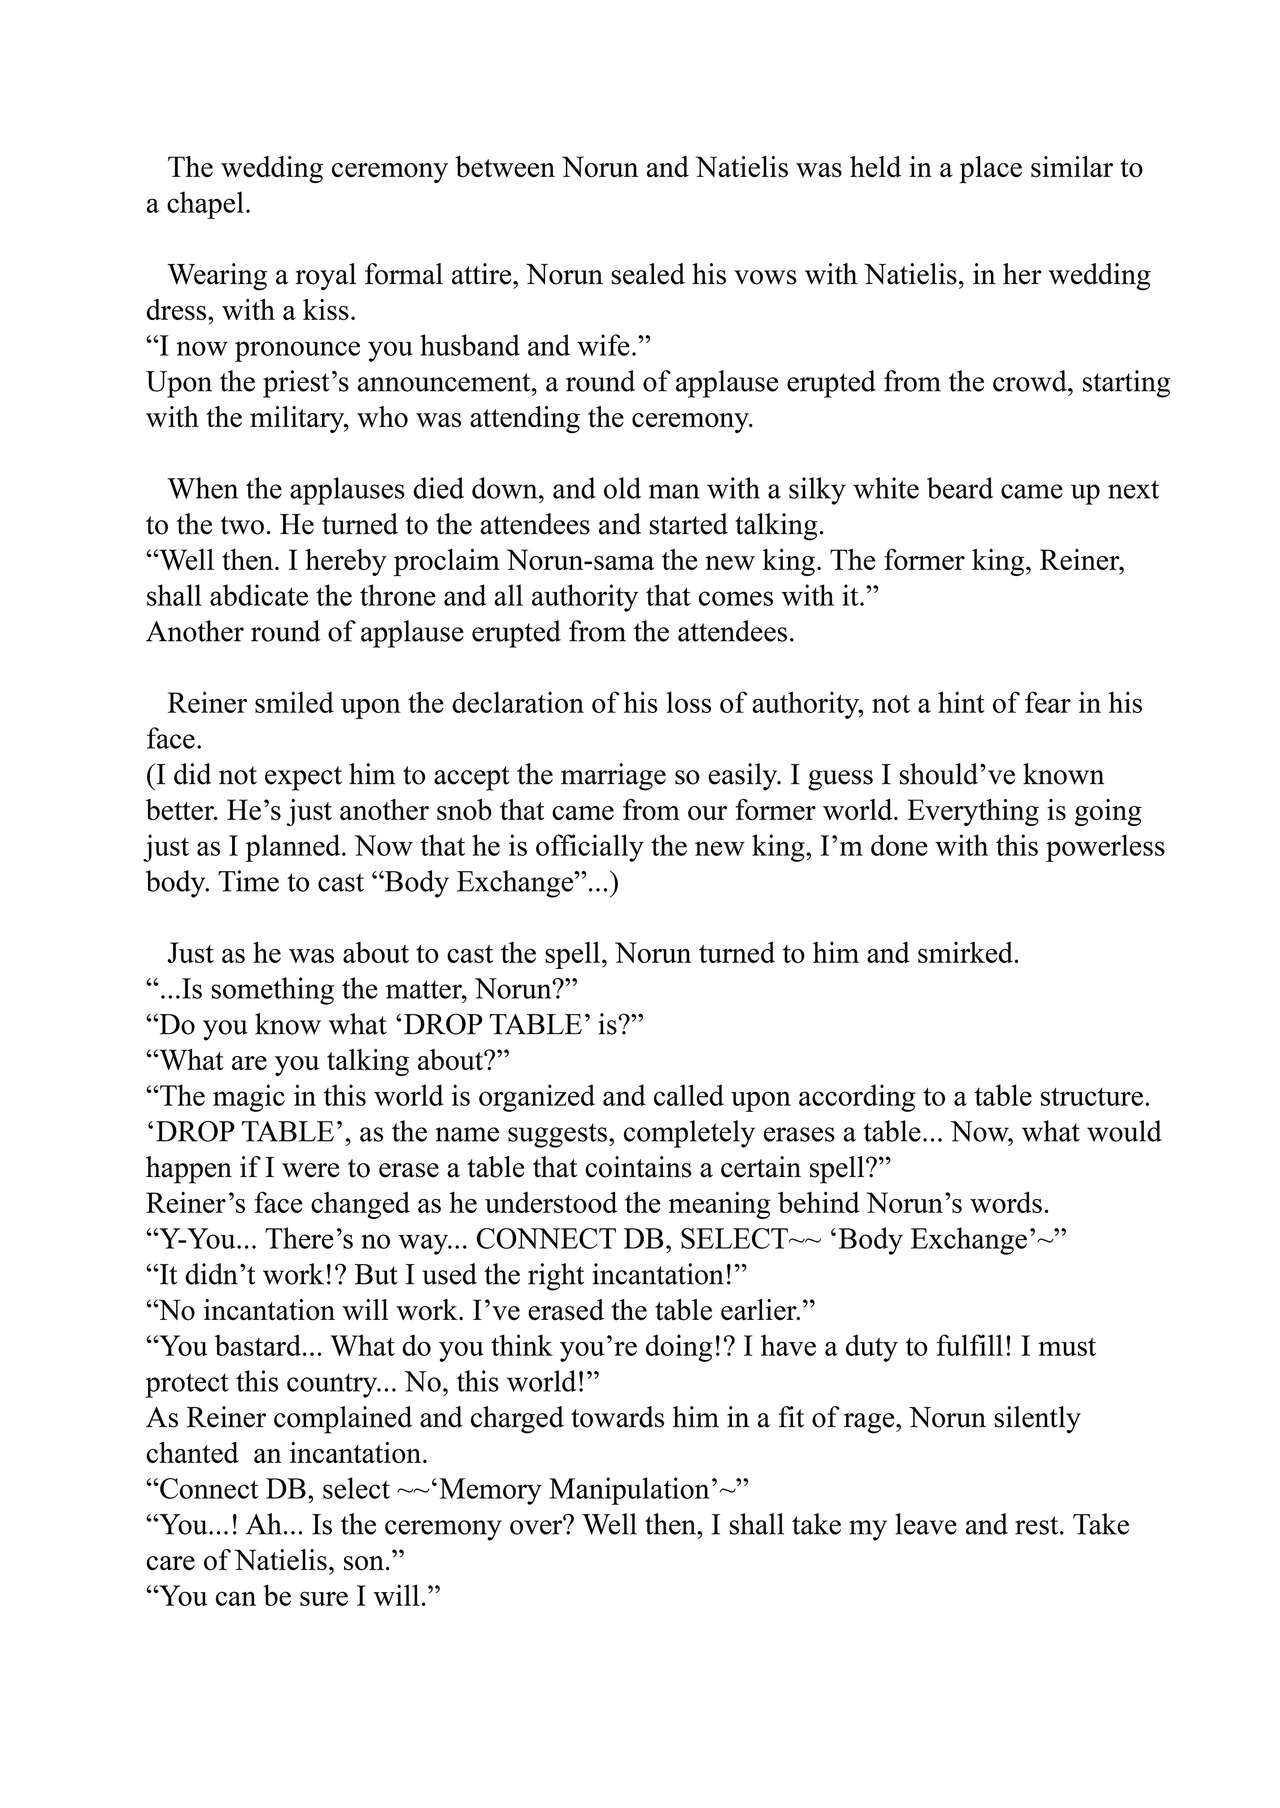 The wedding ceremony between Norun and Natielis was held in a place similar to
a chapel.
Wearing a royal formal attire, Norun sealed his vows with Natielis, in her wedding
dress, with a kiss.
“I now pronounce you husband and wife.”
Upon the priest’s announcement, a round of applause erupted from the crowd, starting
with the military, who was attending the ceremony.
When the applauses died down, and old man with a silky white beard came up next
to the two. He turned to the attendees and started talking.
“Well then. I hereby proclaim Norun-sama the new king. The former king, Reiner,
shall abdicate the throne and all authority that comes with it.”
Another round of applause erupted from the attendees.
Reiner smiled upon the declaration of his loss of authority, not a hint of fear in his
face.
(I did not expect him to accept the marriage so easily. I guess I should’ve known
better. He’s just another snob that came from our former world. Everything is going
just as I planned. Now that he is officially the new king, I’m done with this powerless
body. Time to cast “Body Exchange”...)
Just as he was about to cast the spell, Norun turned to him and smirked.
“...Is something the matter, Norun?”
“Do you know what ‘DROP TABLE’ is?”
“What are you talking about?”
“The magic in this world is organized and called upon according to a table structure.
‘DROP TABLE’, as the name suggests, completely erases a table... Now, what would
happen if I were to erase a table that cointains a certain spell?”
Reiner’s face changed as he understood the meaning behind Norun’s words.
“Y-You... There’s no way... CONNECT DB, SELECT~~ ‘Body Exchange’~”
“It didn’t work!? But I used the right incantation!”
“No incantation will work. I’ve erased the table earlier.”
“You bastard... What do you think you’re doing!? I have a duty to fulfill! I must
protect this country... No, this world!”
As Reiner complained and charged towards him in a fit of rage, Norun silently
chanted  an incantation.
“Connect DB, select ~~‘Memory Manipulation’~”
“You...! Ah... Is the ceremony over? Well then, I shall take my leave and rest. Take
care of Natielis, son.”
“You can be sure I will.”